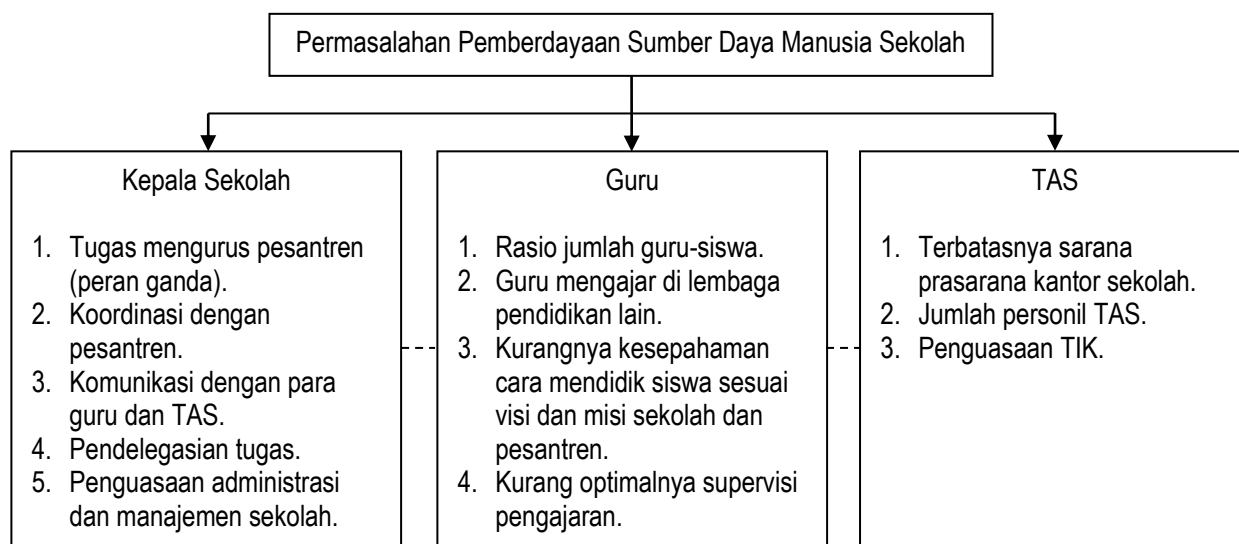 Permasalahan Pemberdayaan Sumber Daya Manusia Sekolah
Kepala Sekolah
1. Tugas mengurus pesantren
(peran ganda).
2. Koordinasi dengan
pesantren.
3. Komunikasi dengan para
guru dan TAS.
4. Pendelegasian tugas.
5. Penguasaan administrasi
dan manajemen sekolah.
Guru
1. Rasio jumlah guru-siswa.
2. Guru mengajar di lembaga
pendidikan lain.
3. Kurangnya kesepahaman
cara mendidik siswa sesuai
visi dan misi sekolah dan
pesantren.
4. Kurang optimalnya supervisi
pengajaran.
TAS
1. Terbatasnya sarana
prasarana kantor sekolah.
2. Jumlah personil TAS.
3. Penguasaan TIK.